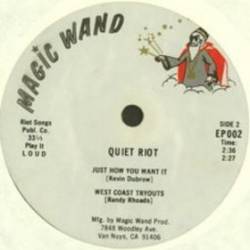 MAGIC WAND
Riot Songs
Publ. Co.
33⅓
Play It
LOUD
QUIET RIOT
SIDE 2
EP002
Time:
2:36
2:27
JUST HOW YOU WANT IT
(Kevin Dubrow)
WEST COAST TRYOUTS
(Randy Rhoads)
Mfg. by Magic Wand Prod.
7848 Woodley Ave.
Van Nuys, CA. 91406